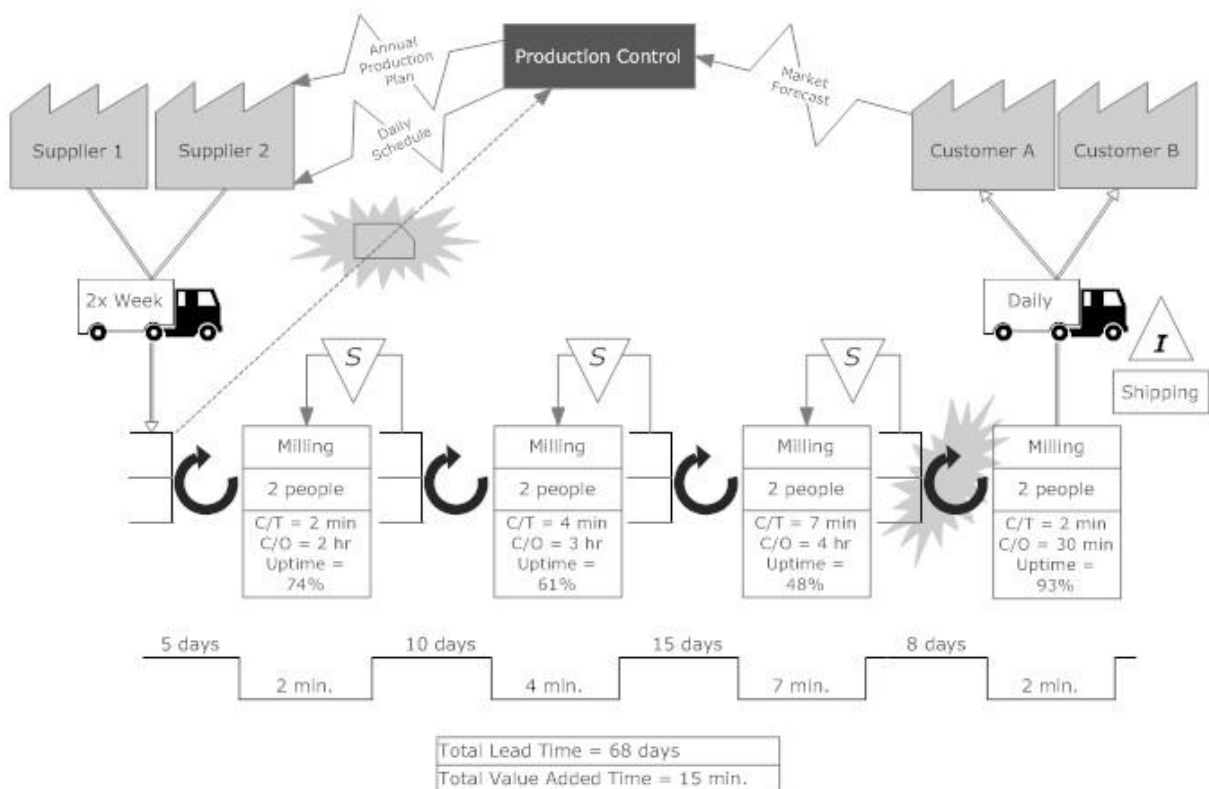 Annual
Production
Plan
Production Control
Market
Forecast
Daily
Schedule
Supplier 1
Supplier 2
Customer A
Customer B
2x Week
Daily
I
Shipping
S
S
S
Milling
2 people
C/T = 2 min
C/O = 2 hr
Uptime =
74%
Milling
2 people
C/T = 4 min
C/O = 3 hr
Uptime =
61%
Milling
2 people
C/T = 7 min
C/O = 4 hr
Uptime =
48%
Milling
2 people
C/T = 2 min
C/O = 30 min
Uptime =
93%
5 days
10 days
15 days
8 days
2 min.
4 min.
7 min.
2 min.
Total Lead Time = 68 days
Total Value Added Time = 15 min.